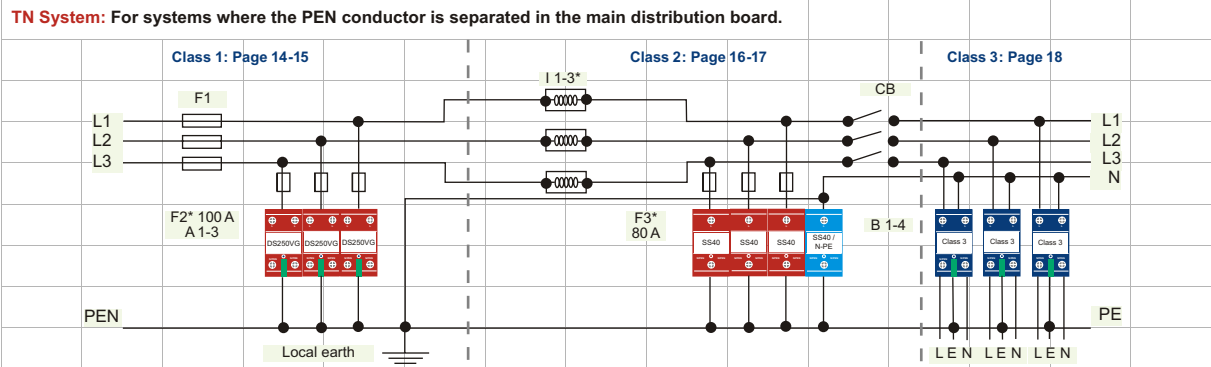 TN System: For systems where the PEN conductor is separated in the main distribution board.
Class 1: Page 14-15
Class 2: Page 16-17
Class 3: Page 18
F1
I 1-3*
CB
L1
L2
L3
L1
L2
L3
N
F2* 100 A
A 1-3
DS250VG
DS250VG
DS250VG
F3*
80 A
SS40
SS40
SS40
SS40 /
N-PE
B 1-4
Class 3
Class 3
Class 3
PEN
PE
Local earth
L E N
L E N
L E N